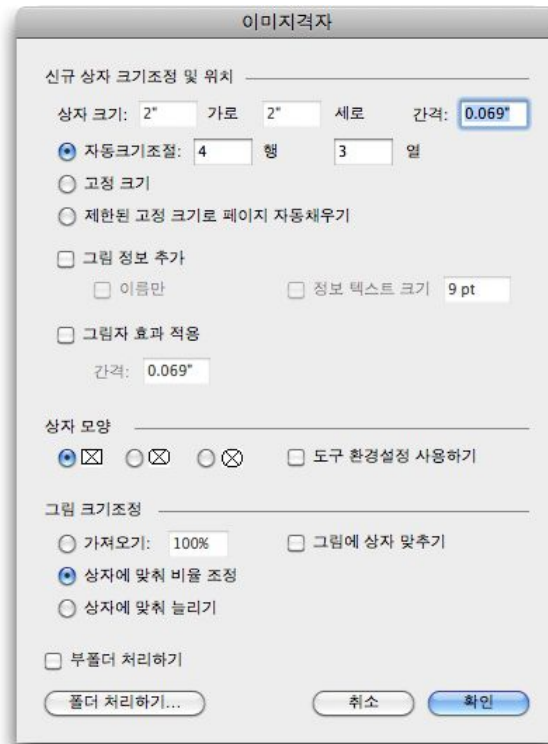 이미지격자
신규 상자 크기조정 및 위치
상자 크기: 2" 가로 2" 세로 간격: 0.069"
자동크기조절: 4 행 3 열
고정 크기
제한된 고정 크기로 페이지 자동채우기
그림 정보 추가
이름만 정보 텍스트 크기 9 pt
그림자 효과 적용
간격: 0.069"
상자 모양
도구 환경설정 사용하기
그림 크기조정
가져오기: 100% 그림에 상자 맞추기
상자에 맞춰 비율 조정
상자에 맞춰 늘리기
부폴더 처리하기
폴더 처리하기... 취소 확인